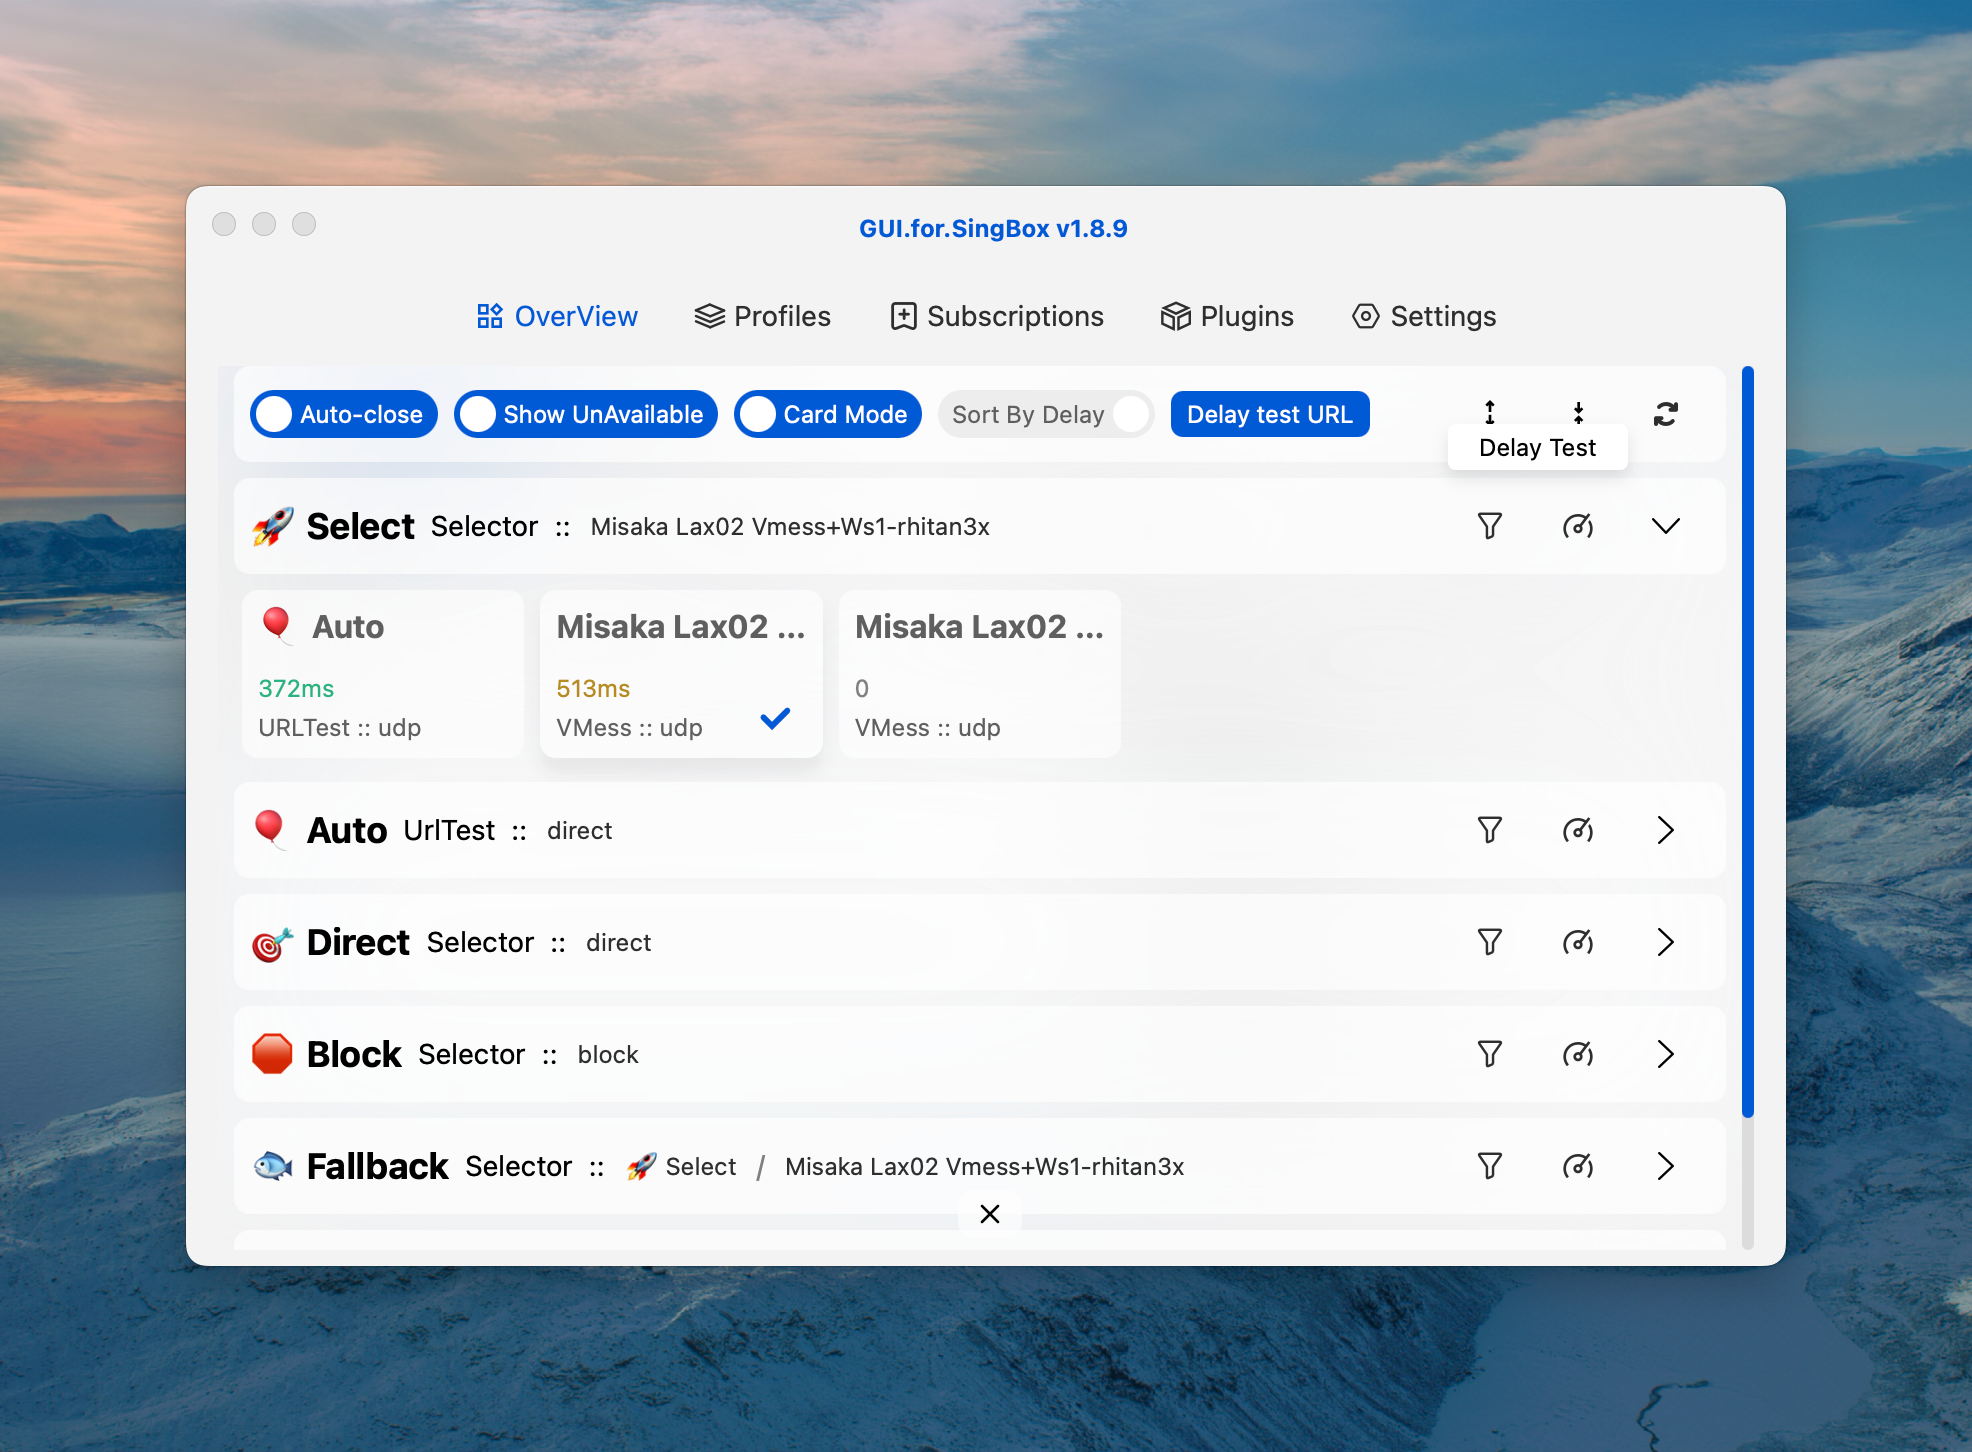 GUI.for.SingBox v1.8.9
OverView Profiles Subscriptions Plugins Settings
Auto-close Show UnAvailable Card Mode Sort By Delay Delay test URL
Delay Test
Select Selector :: Misaka Lax02 Vmess+Ws1-rhitan3x
Auto Misaka Lax02 ... Misaka Lax02 ...
372ms 513ms 0
URLTest :: udp VMess :: udp VMess :: udp
Auto UrlTest :: direct
Direct Selector :: direct
Block Selector :: block
Fallback Selector :: Select / Misaka Lax02 Vmess+Ws1-rhitan3x